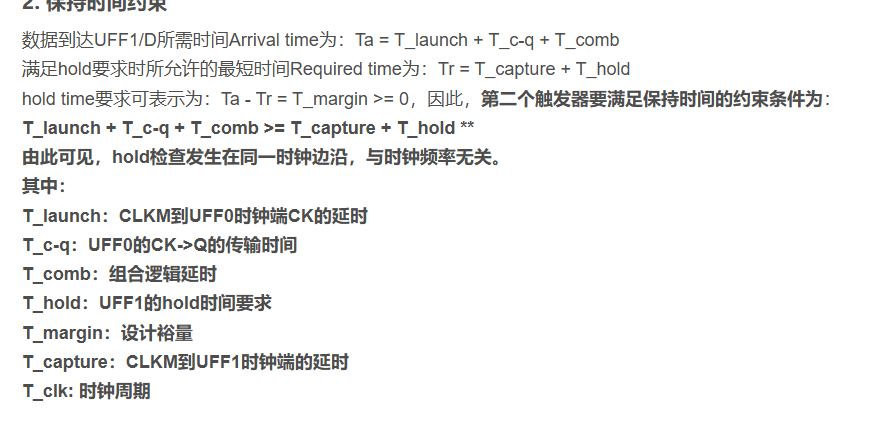 2. 保持时间约束
数据到达UFF1/D所需时间Arrival time为：Ta = T_launch + T_c-q + T_comb
满足hold要求时所允许的最短时间Required time为：Tr = T_capture + T_hold
hold time要求可表示为：Ta - Tr = T_margin >= 0，因此，第二个触发器要满足保持时间的约束条件为：
T_launch + T_c-q + T_comb >= T_capture + T_hold **
由此可见，hold检查发生在同一时钟边沿，与时钟频率无关。
其中：
T_launch：CLKM到UFF0时钟端CK的延时
T_c-q：UFF0的CK->Q的传输时间
T_comb：组合逻辑延时
T_hold：UFF1的hold时间要求
T_margin：设计裕量
T_capture：CLKM到UFF1时钟端的延时
T_clk: 时钟周期